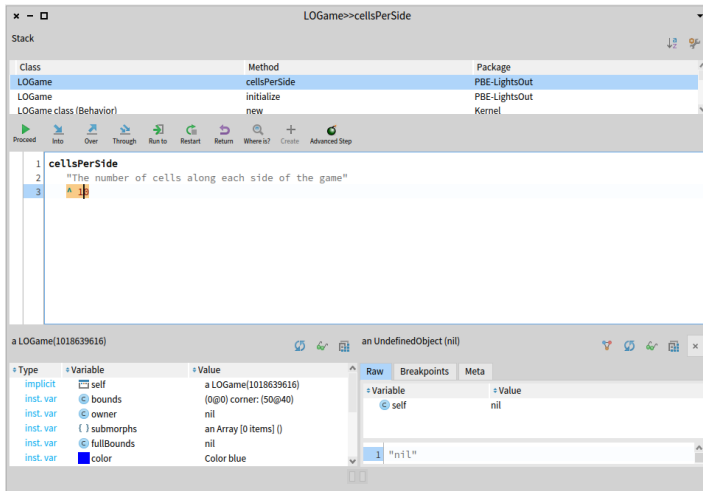 LOGame>>cellsPerSide
Stack
Class Method Package
LOGame cellsPerSide PBE-LightsOut
LOGame initialize PBE-LightsOut
LOGame class (Behavior) new Kernel
Proceed Into Over Through Run to Restart Return Where is? Create Advanced Step
1 cellsPerSide
2 "The number of cells along each side of the game"
3 ^ 10
a LOGame(1018639616) an UndefinedObject (nil)
Type Variable Value
implicit self a LOGame(1018639616)
inst. var bounds (0@0) corner: (50@40)
inst. var owner nil
inst. var submorphs an Array [0 items] ()
inst. var fullBounds nil
inst. var color Color blue
Raw Breakpoints Meta
Variable Value
self nil
1 "nil"